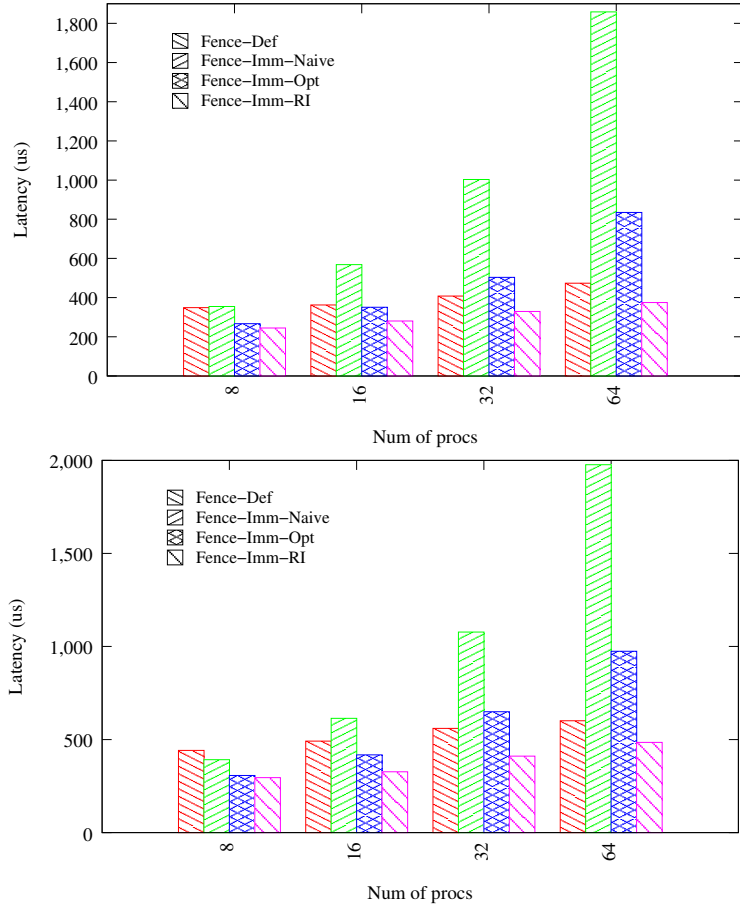 1,800
1,600
1,400
1,200
1,000
800
600
400
200
0
Latency (us)
Fence-Def
Fence-Imm-Naive
Fence-Imm-Opt
Fence-Imm-RI
8
16
32
64
Num of procs
2,000
1,500
1,000
500
0
Latency (us)
Fence-Def
Fence-Imm-Naive
Fence-Imm-Opt
Fence-Imm-RI
8
16
32
64
Num of procs